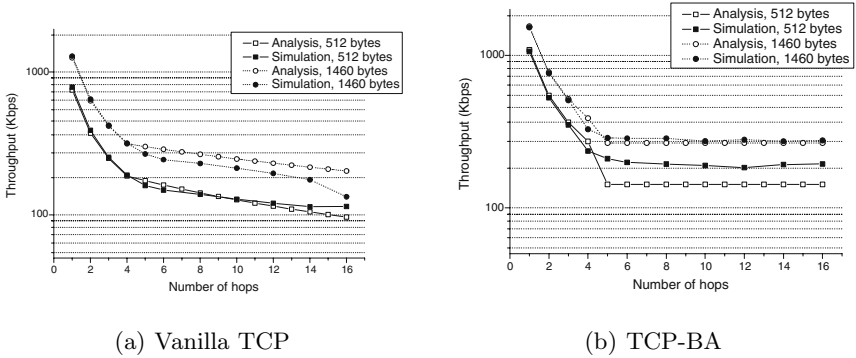 Analysis, 512 bytes
Simulation, 512 bytes
Analysis, 1460 bytes
Simulation, 1460 bytes
1000
100
Throughput (Kbps)
0 2 4 6 8 10 12 14 16
Number of hops
(a) Vanilla TCP
Analysis, 512 bytes
Simulation, 512 bytes
Analysis, 1460 bytes
Simulation, 1460 bytes
1000
100
Throughput (Kbps)
0 2 4 6 8 10 12 14 16
Number of hops
(b) TCP-BA